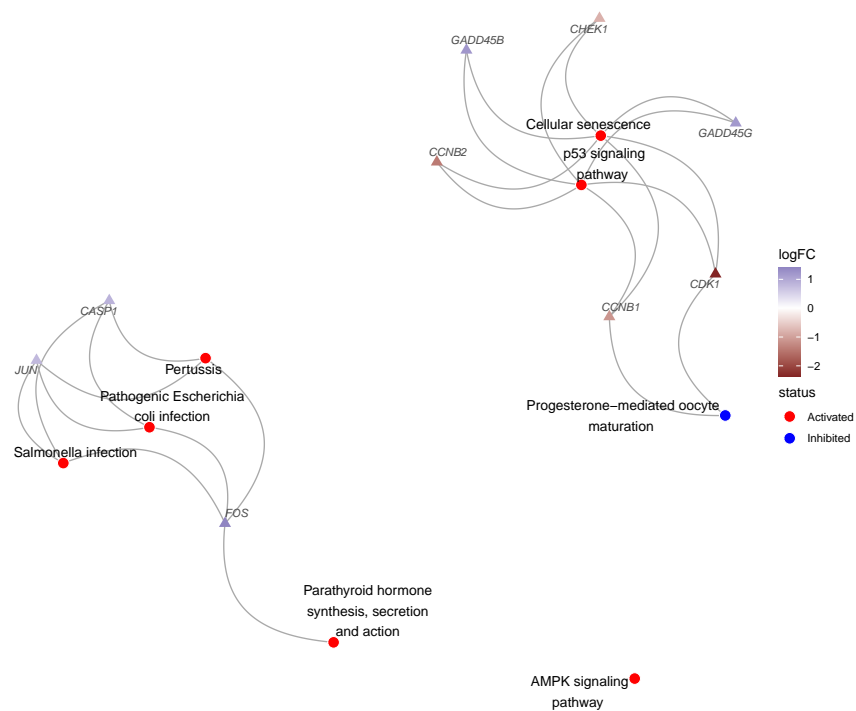 CHEK1
GADD45B
Cellular senescence
GADD45G
CCNB2
p53 signaling
pathway
logFC
1
0
−1
−2
CDK1
CASP1
CCNB1
Pertussis
JUN
status
Pathogenic Escherichia
coli infection
Progesterone−mediated oocyte
maturation
Activated
Inhibited
Salmonella infection
FOS
Parathyroid hormone
synthesis, secretion
and action
AMPK signaling
pathway